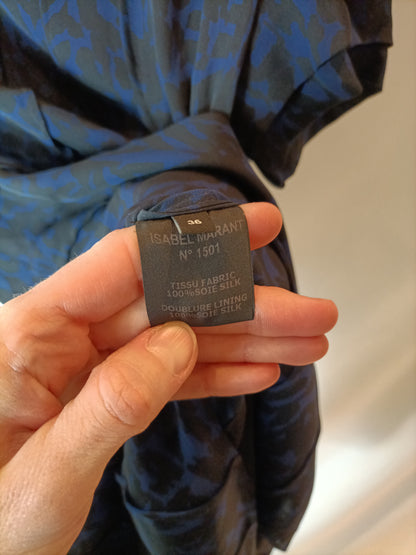 36
ISABEL MARANT
N° 1501
TISSU FABRIC
100%SOIE SILK
DOUBLURE LINING
100%SOIE SILK